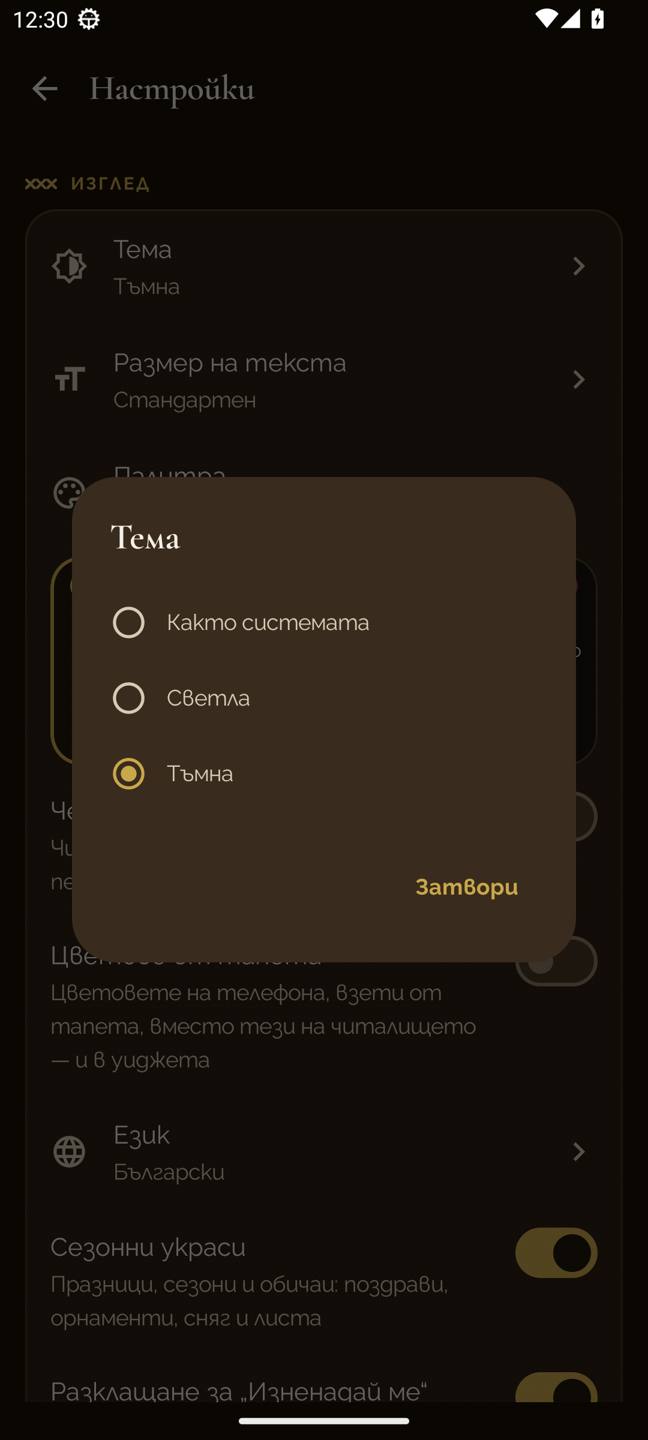 12:30
Настройки
ИЗГЛЕД
Тема
Тъмна
Размер на текста
Стандартен
Палитра
Тема
Както системата
Светла
Тъмна
Затвори
Цветовете на телефона, взети от
тапета, вместо тези на читалището
— и в уиджета
Език
Български
Сезонни украси
Празници, сезони и обичаи: поздрави,
орнаменти, сняг и листа
Разклащане за „Изненадай ме“